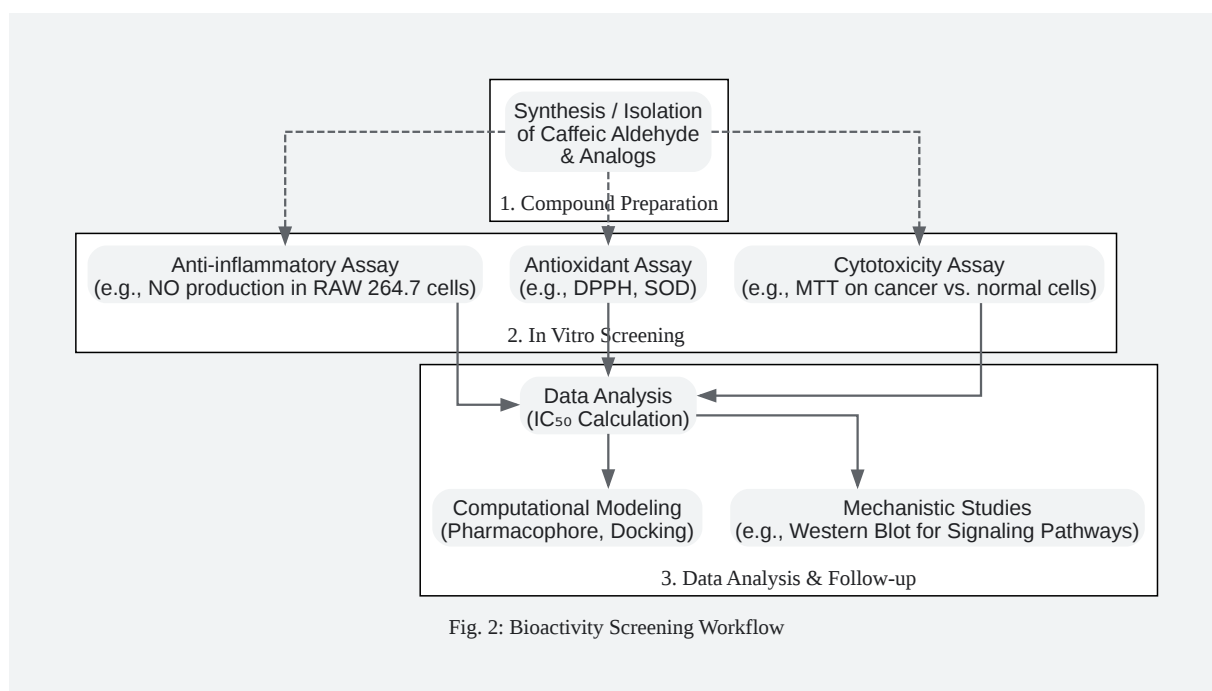 Synthesis / Isolation
of Caffeic Aldehyde
& Analogs
1. Compound Preparation
Anti-inflammatory Assay
(e.g., NO production in RAW 264.7 cells)
Antioxidant Assay
(e.g., DPPH, SOD)
Cytotoxicity Assay
(e.g., MTT on cancer vs. normal cells)
2. In Vitro Screening
Data Analysis
(IC₅₀ Calculation)
Computational Modeling
(Pharmacophore, Docking)
Mechanistic Studies
(e.g., Western Blot for Signaling Pathways)
3. Data Analysis & Follow-up
Fig. 2: Bioactivity Screening Workflow